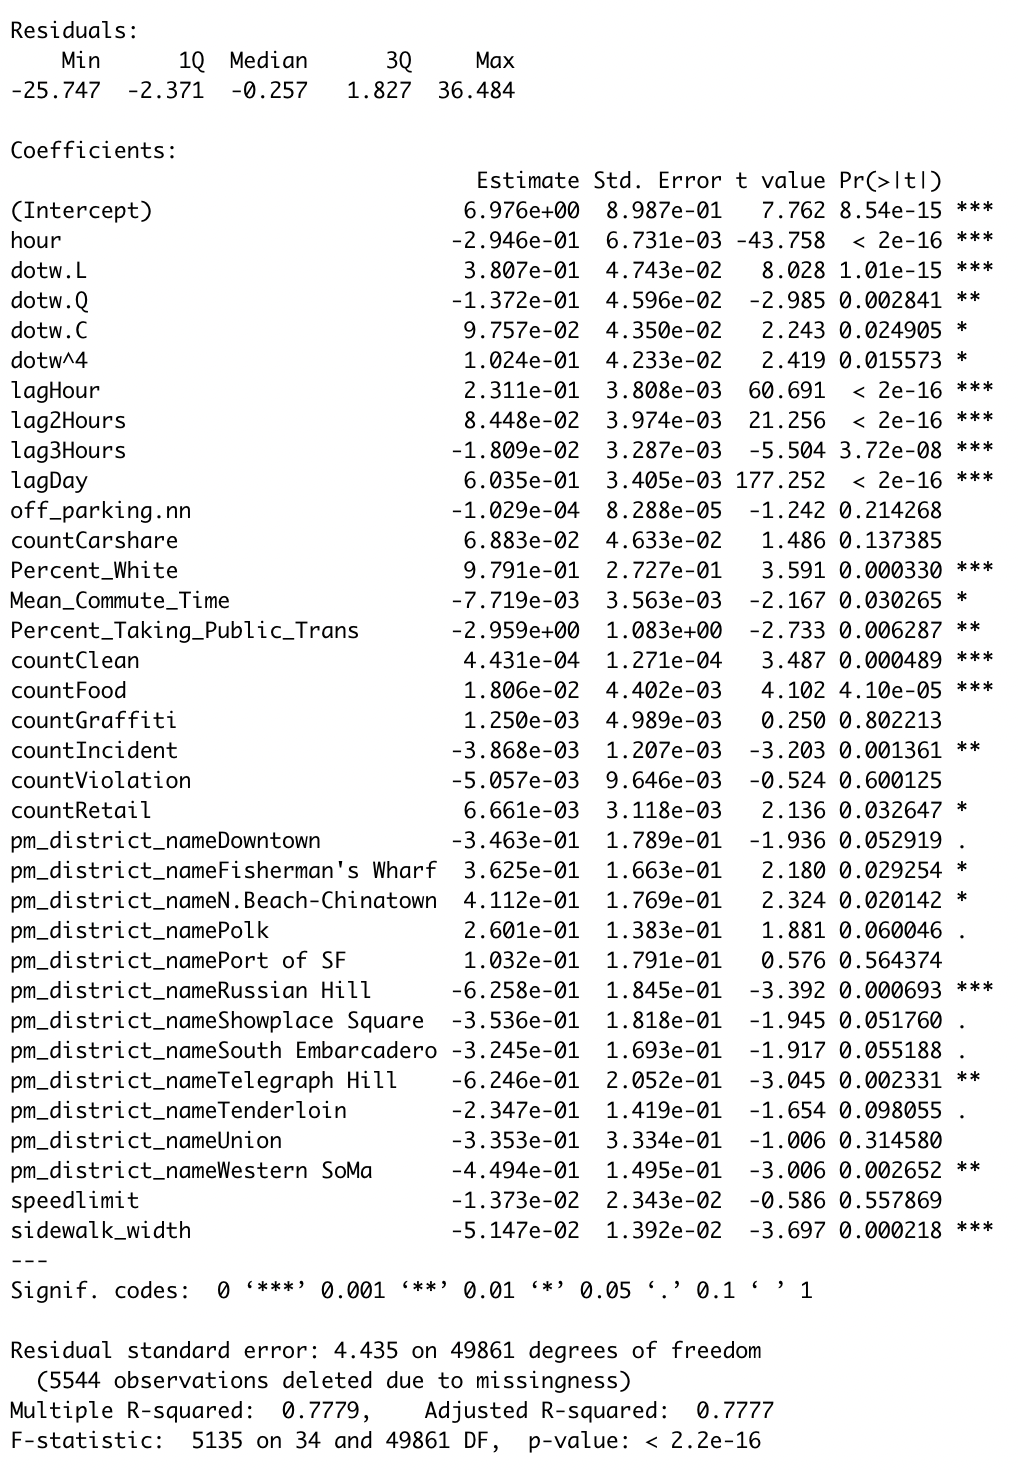 Residuals:
    Min      1Q  Median      3Q     Max
-25.747  -2.371  -0.257   1.827  36.484

Coefficients:
                                    Estimate Std. Error t value Pr(>|t|)
(Intercept)                        6.976e+00  8.987e-01   7.762 8.54e-15 ***
hour                              -2.946e-01  6.731e-03 -43.758  < 2e-16 ***
dotw.L                             3.807e-01  4.743e-02   8.028 1.01e-15 ***
dotw.Q                            -1.372e-01  4.596e-02  -2.985 0.002841 **
dotw.C                             9.757e-02  4.350e-02   2.243 0.024905 *
dotw^4                             1.024e-01  4.233e-02   2.419 0.015573 *
lagHour                            2.311e-01  3.808e-03  60.691  < 2e-16 ***
lag2Hours                          8.448e-02  3.974e-03  21.256  < 2e-16 ***
lag3Hours                         -1.809e-02  3.287e-03  -5.504 3.72e-08 ***
lagDay                             6.035e-01  3.405e-03 177.252  < 2e-16 ***
off_parking.nn                    -1.029e-04  8.288e-05  -1.242 0.214268
countCarshare                      6.883e-02  4.633e-02   1.486 0.137385
Percent_White                      9.791e-01  2.727e-01   3.591 0.000330 ***
Mean_Commute_Time                 -7.719e-03  3.563e-03  -2.167 0.030265 *
Percent_Taking_Public_Trans       -2.959e+00  1.083e+00  -2.733 0.006287 **
countClean                         4.431e-04  1.271e-04   3.487 0.000489 ***
countFood                          1.806e-02  4.402e-03   4.102 4.10e-05 ***
countGraffiti                      1.250e-03  4.989e-03   0.250 0.802213
countIncident                     -3.868e-03  1.207e-03  -3.203 0.001361 **
countViolation                    -5.057e-03  9.646e-03  -0.524 0.600125
countRetail                        6.661e-03  3.118e-03   2.136 0.032647 *
pm_district_nameDowntown          -3.463e-01  1.789e-01  -1.936 0.052919 .
pm_district_nameFisherman's Wharf  3.625e-01  1.663e-01   2.180 0.029254 *
pm_district_nameN.Beach-Chinatown  4.112e-01  1.769e-01   2.324 0.020142 *
pm_district_namePolk               2.601e-01  1.383e-01   1.881 0.060046 .
pm_district_namePort of SF         1.032e-01  1.791e-01   0.576 0.564374
pm_district_nameRussian Hill      -6.258e-01  1.845e-01  -3.392 0.000693 ***
pm_district_nameShowplace Square  -3.536e-01  1.818e-01  -1.945 0.051760 .
pm_district_nameSouth Embarcadero -3.245e-01  1.693e-01  -1.917 0.055188 .
pm_district_nameTelegraph Hill    -6.246e-01  2.052e-01  -3.045 0.002331 **
pm_district_nameTenderloin        -2.347e-01  1.419e-01  -1.654 0.098055 .
pm_district_nameUnion             -3.353e-01  3.334e-01  -1.006 0.314580
pm_district_nameWestern SoMa      -4.494e-01  1.495e-01  -3.006 0.002652 **
speedlimit                        -1.373e-02  2.343e-02  -0.586 0.557869
sidewalk_width                    -5.147e-02  1.392e-02  -3.697 0.000218 ***
---
Signif. codes:  0 ‘***’ 0.001 ‘**’ 0.01 ‘*’ 0.05 ‘.’ 0.1 ‘ ’ 1

Residual standard error: 4.435 on 49861 degrees of freedom
  (5544 observations deleted due to missingness)
Multiple R-squared:  0.7779,    Adjusted R-squared:  0.7777
F-statistic:  5135 on 34 and 49861 DF,  p-value: < 2.2e-16